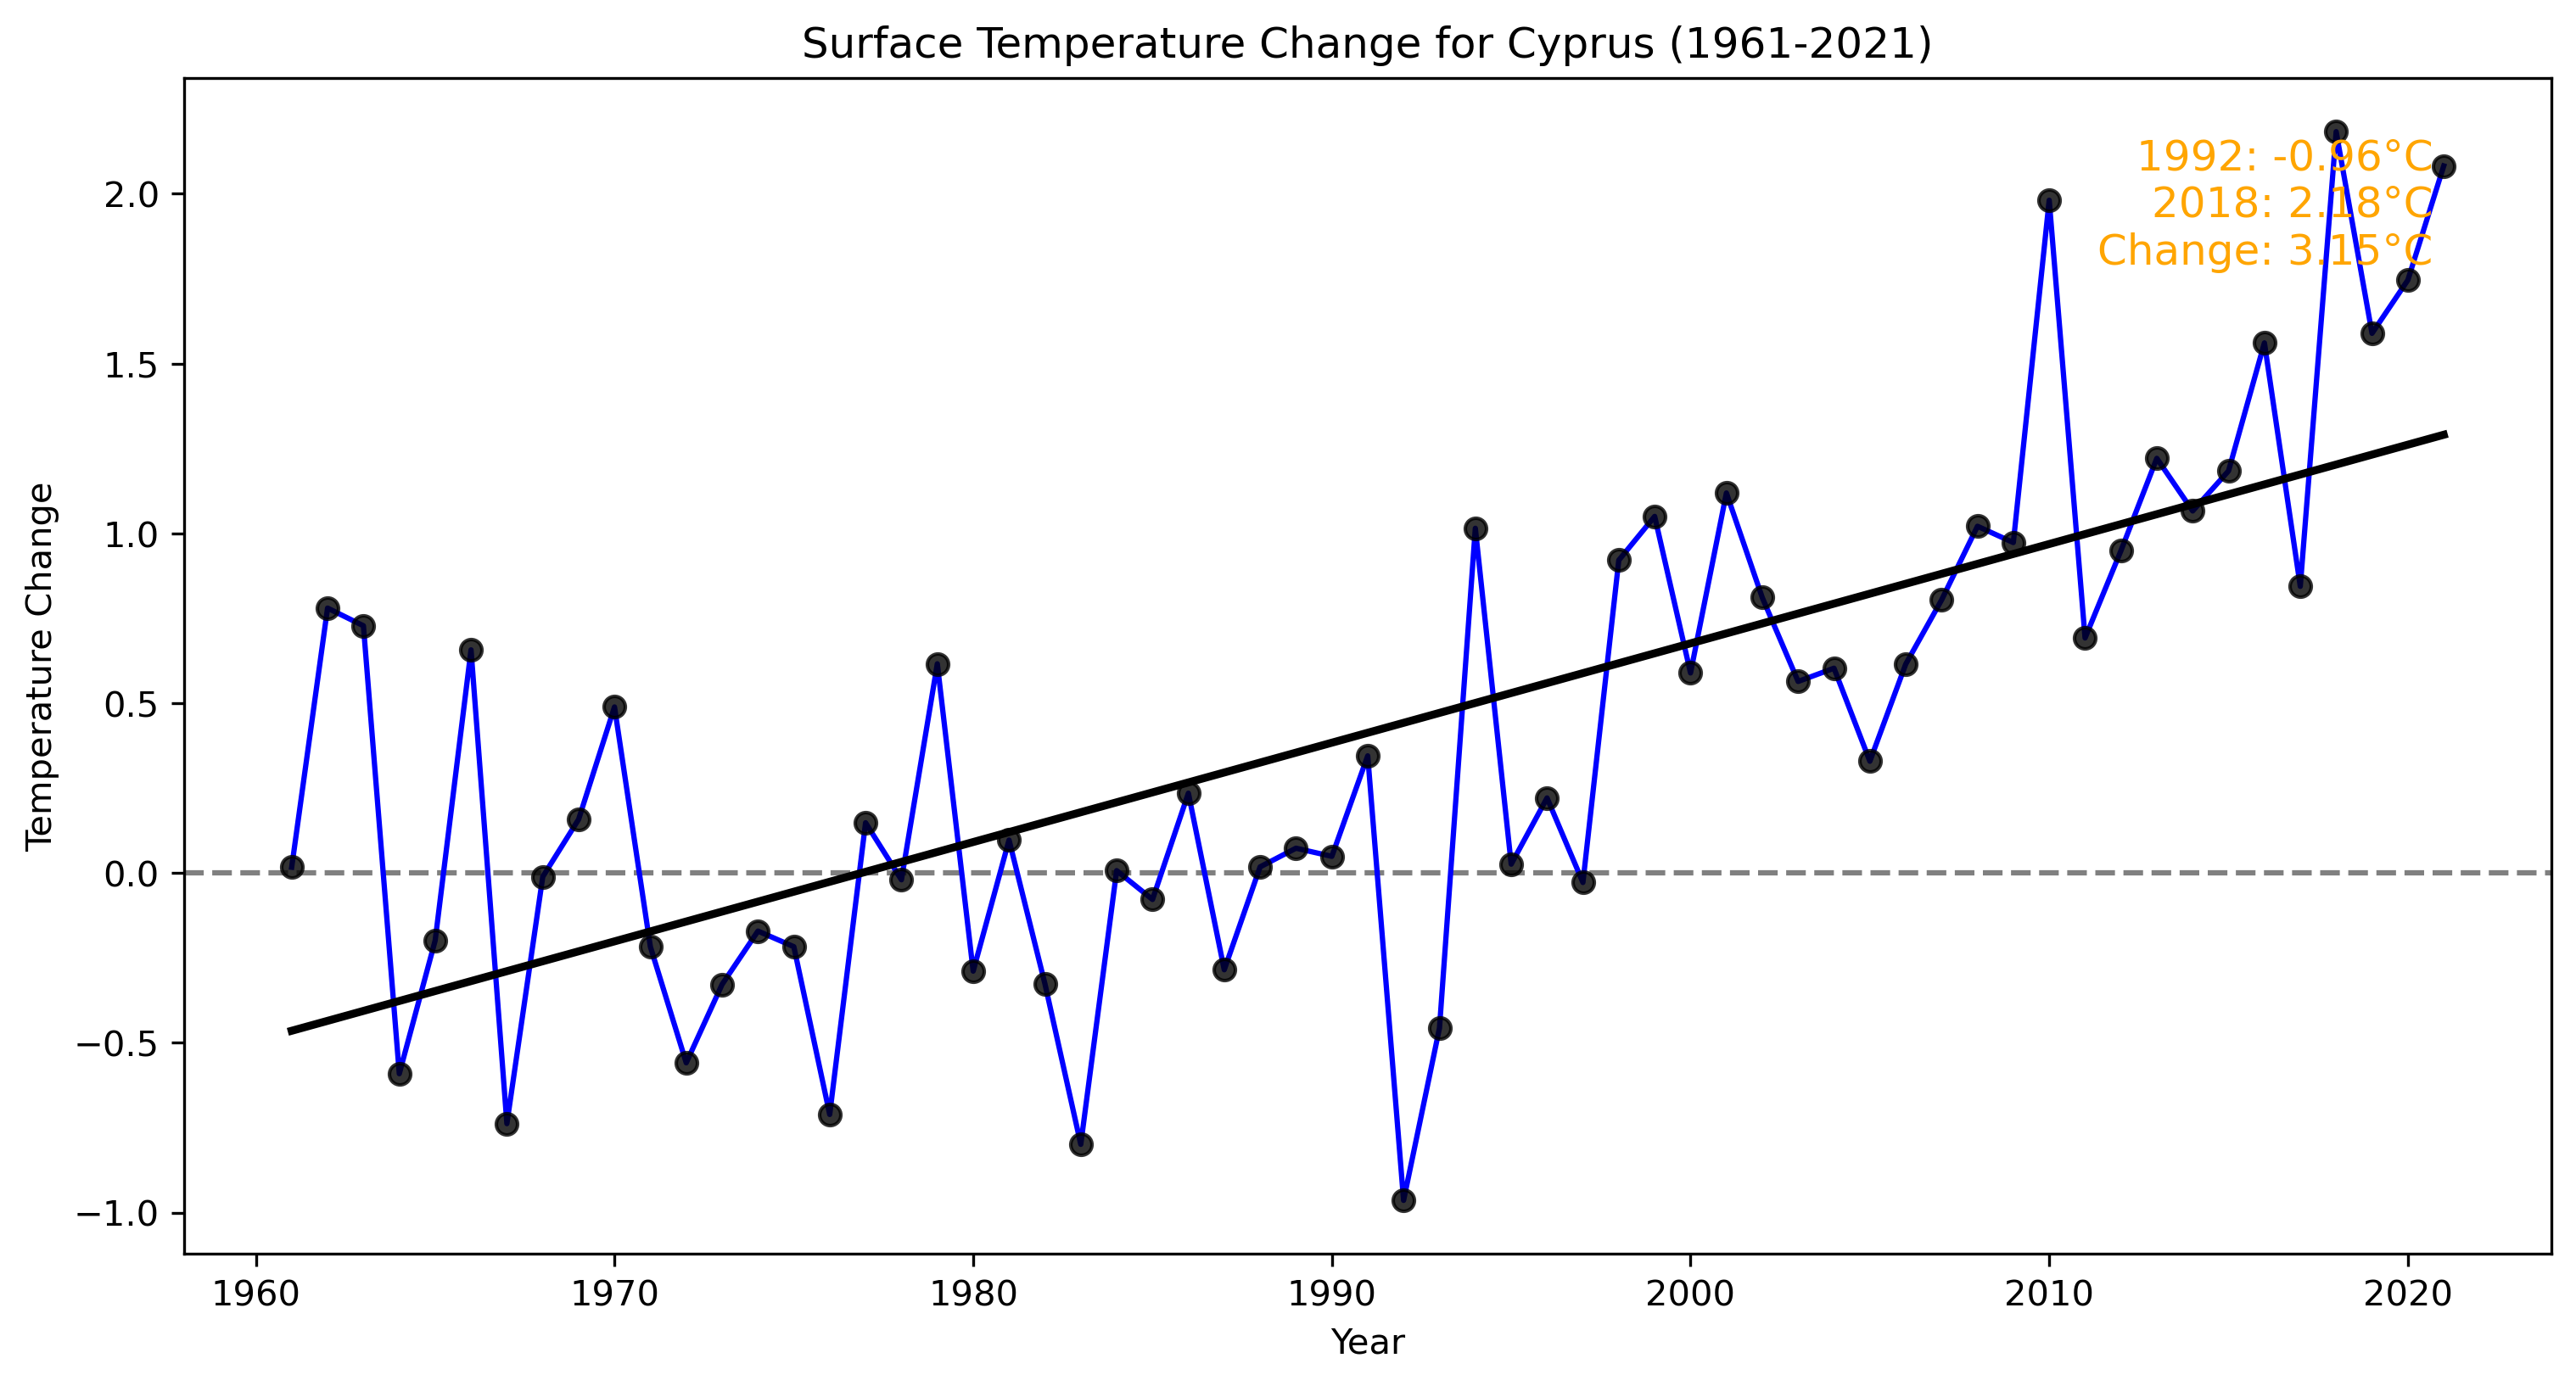 Surface Temperature Change for Cyprus (1961-2021)
1992: -0.96°C
2018: 2.18°C
Change: 3.15°C
Temperature Change
2.0
1.5
1.0
0.5
0.0
−0.5
−1.0
1960 1970 1980 1990 2000 2010 2020
Year